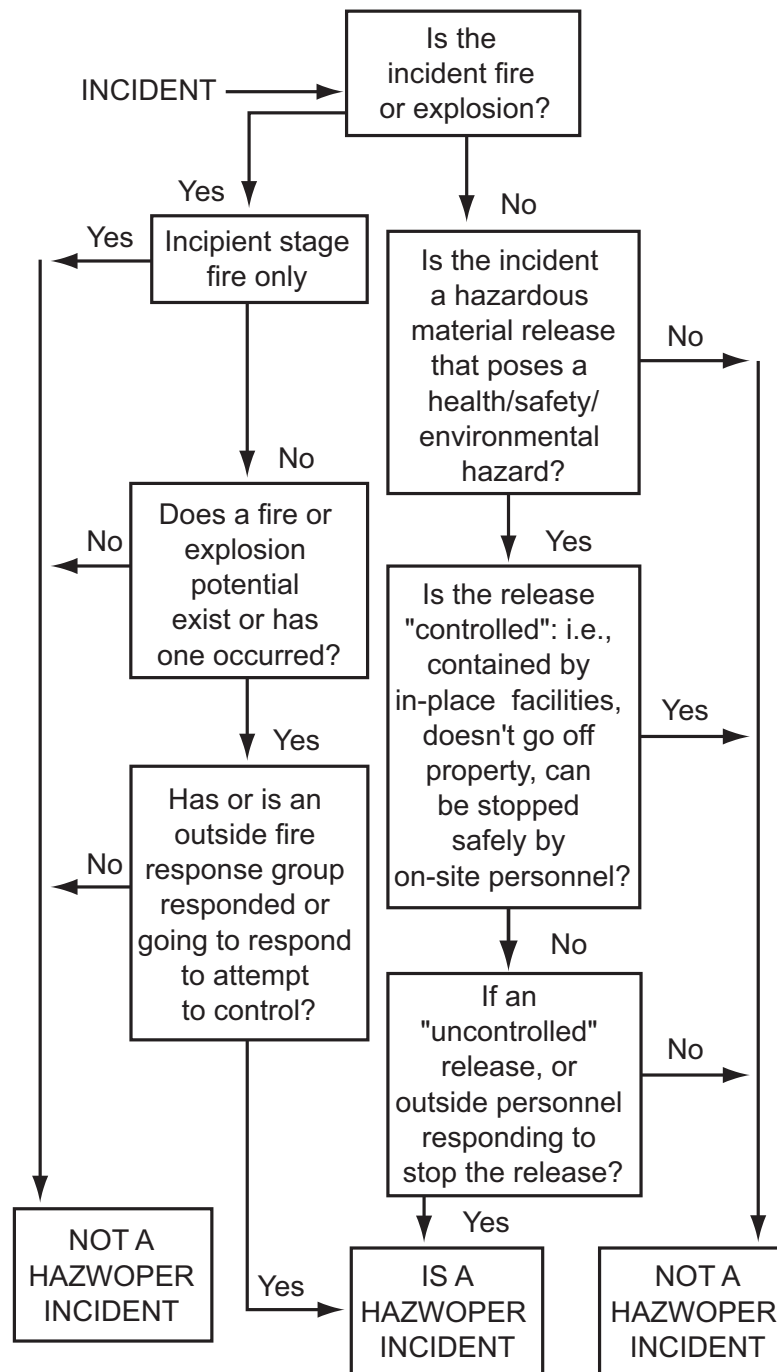 Is the
incident fire
or explosion?
INCIDENT
Yes
No
Yes
Incipient stage
fire only
Is the incident
a hazardous
material release
that poses a
health/safety/
environmental
hazard?
No
No
Does a fire or
explosion
potential
exist or has
one occurred?
No
Yes
Is the release
"controlled": i.e.,
contained by
in-place facilities,
doesn't go off
property, can
be stopped
safely by
on-site personnel?
Yes
Yes
Has or is an
outside fire
response group
responded or
going to respond
to attempt
to control?
No
No
If an
"uncontrolled"
release, or
outside personnel
responding to
stop the release?
No
Yes
NOT A
HAZWOPER
INCIDENT
Yes
IS A
HAZWOPER
INCIDENT
NOT A
HAZWOPER
INCIDENT